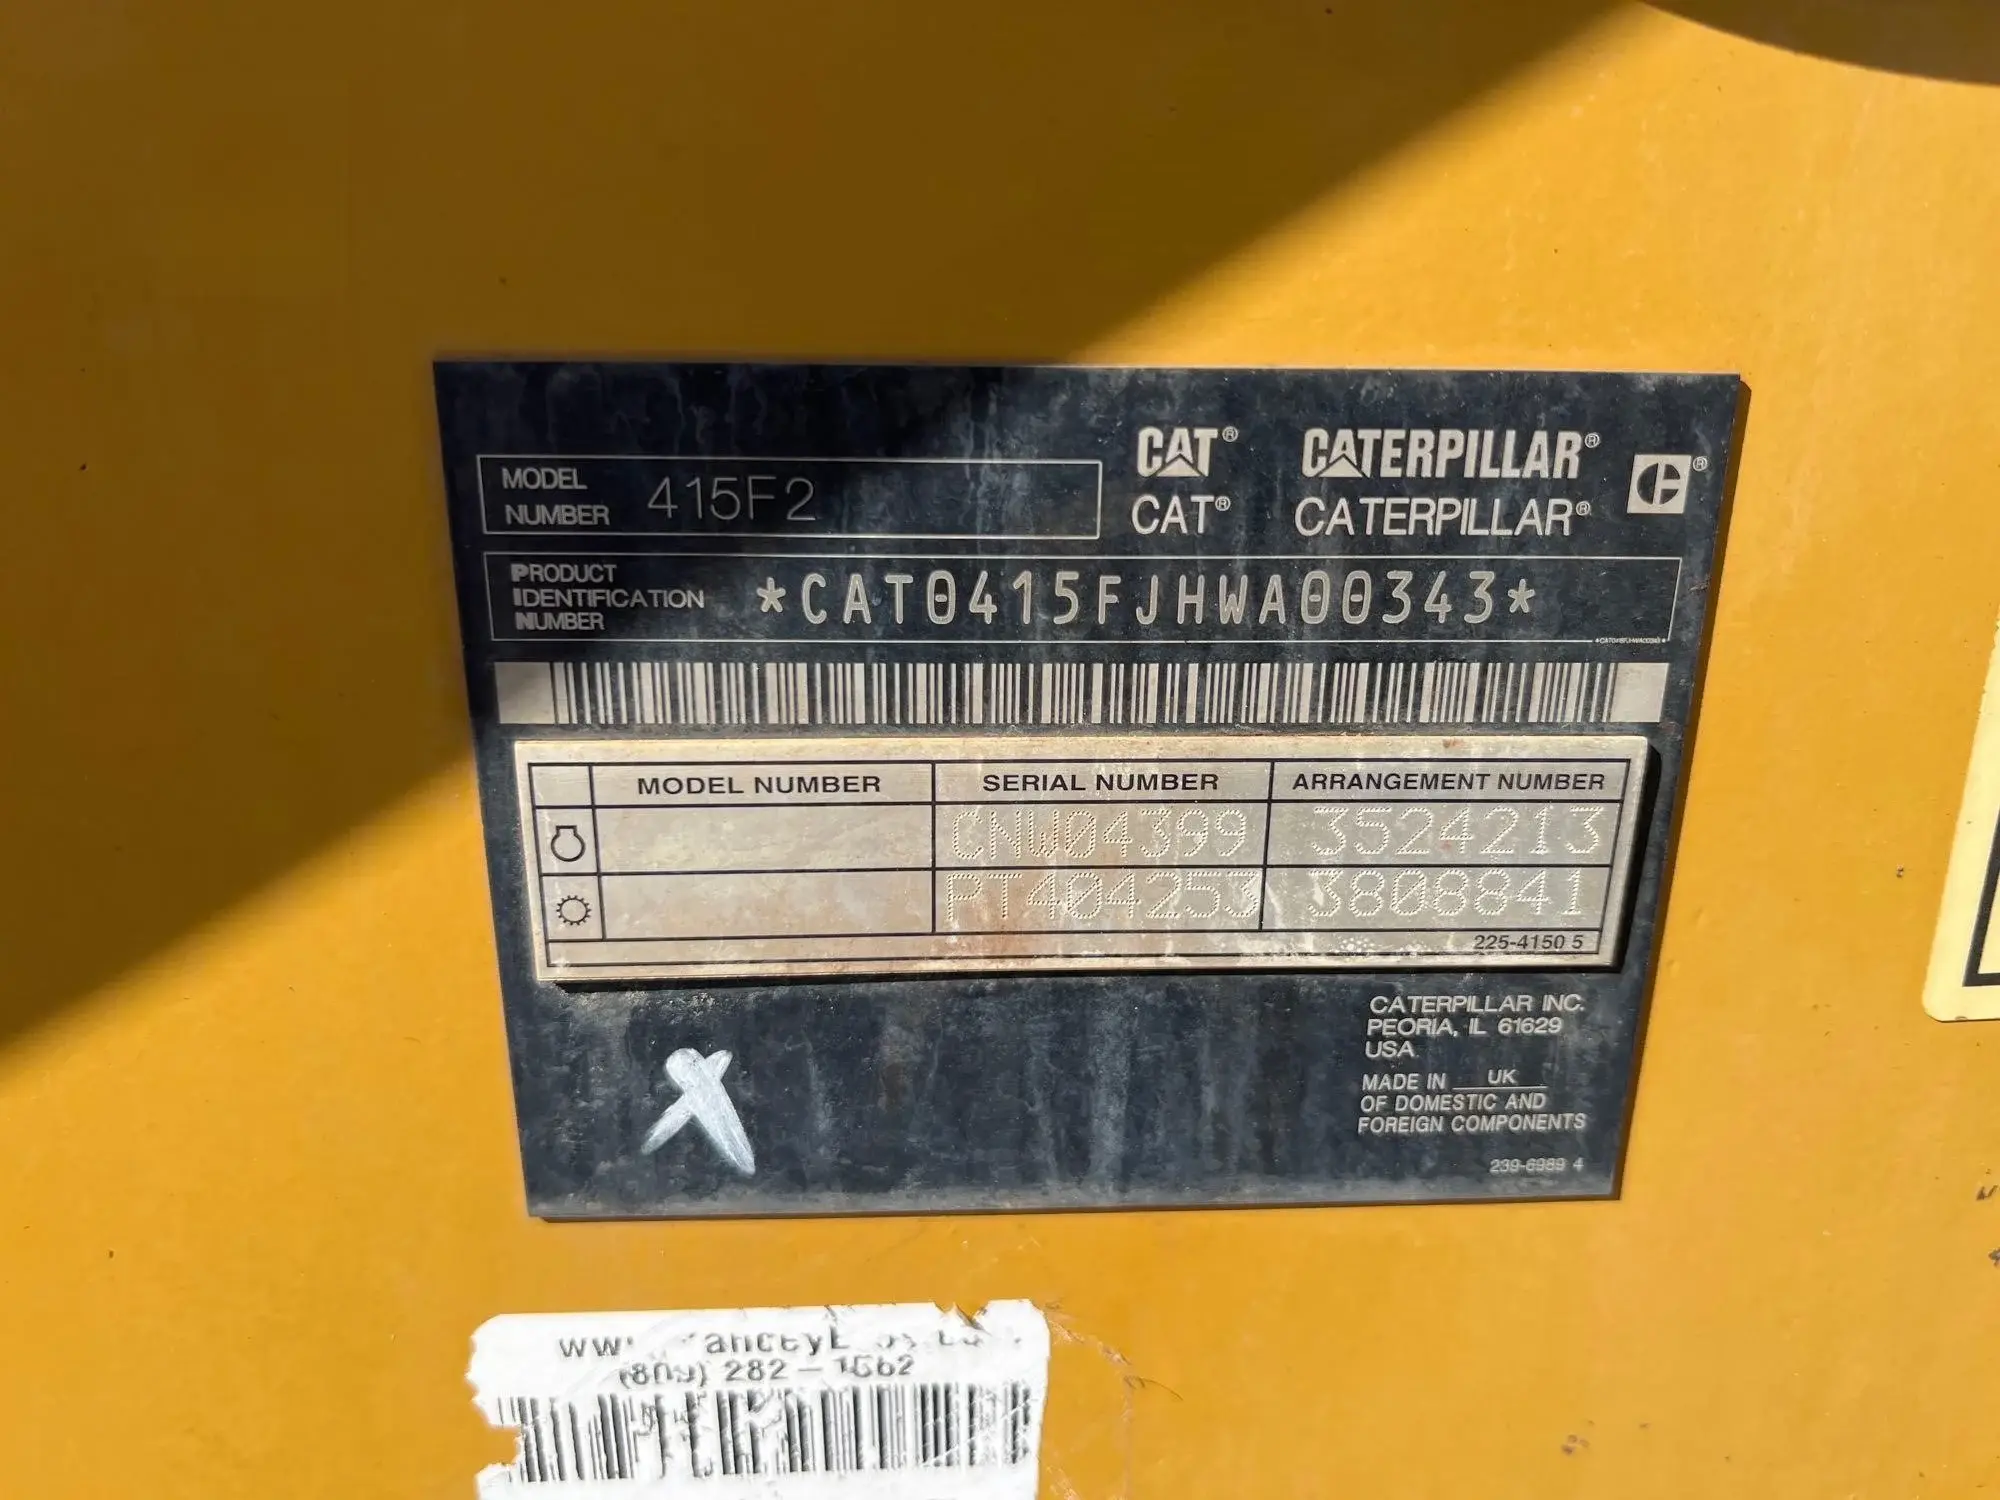 MODEL NUMBER 415F2
CAT® CATERPILLAR®
CAT® CATERPILLAR®
PRODUCT IDENTIFICATION NUMBER *CAT0415FJHWA00343*
MODEL NUMBER SERIAL NUMBER ARRANGEMENT NUMBER
CNW04399 3524213
PT404253 3808841
225-4150 5
CATERPILLAR INC.
PEORIA, IL 61629
USA
MADE IN UK
OF DOMESTIC AND
FOREIGN COMPONENTS
239-6989 4
282-1562